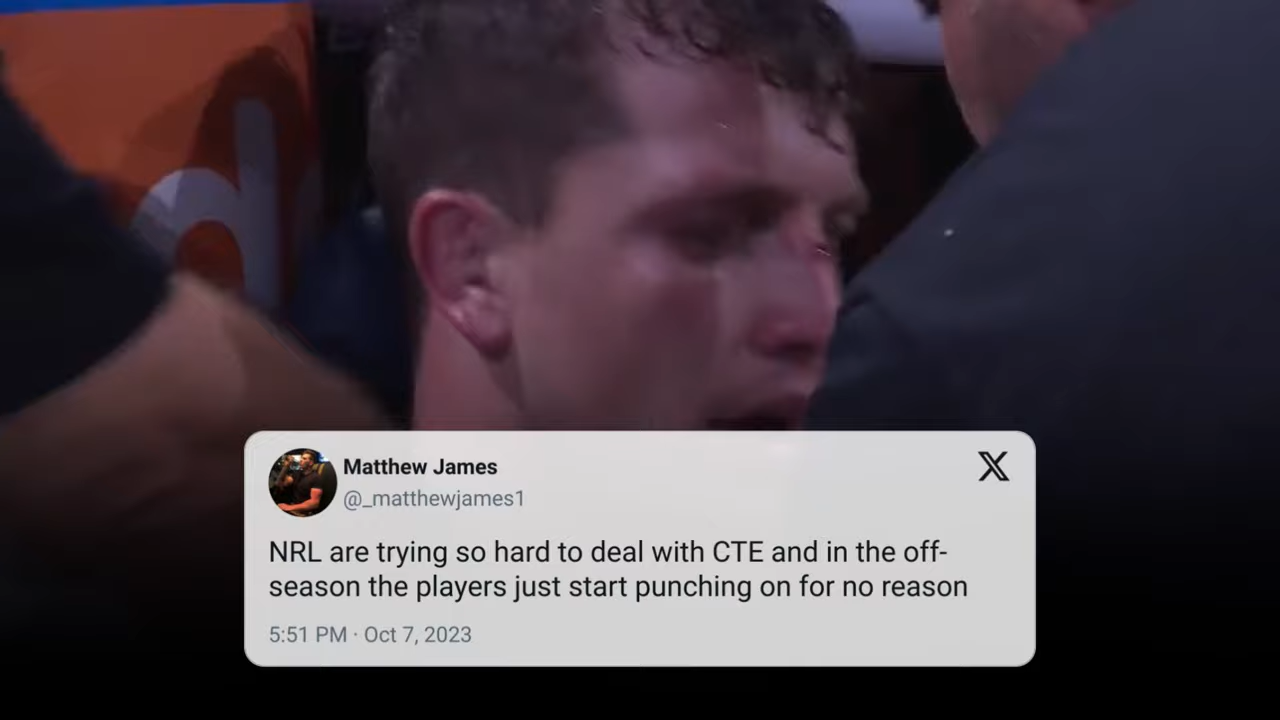 d
Matthew James
@_matthewjames1
NRL are trying so hard to deal with CTE and in the off-
season the players just start punching on for no reason
5:51 PM · Oct 7, 2023